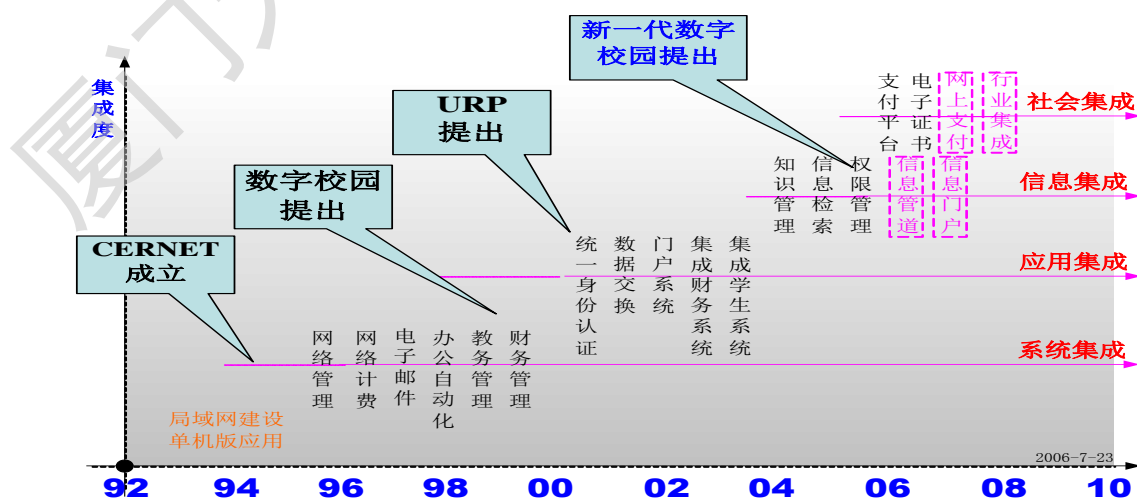 厦门
新一代数字
校园提出
集成度
URP
提出
支付平台
电子证书
网上支付
行业集成
社会集成
数字校园
提出
知识管理
信息检索
权限管理
信息管道
信息门户
信息集成
CERNET
成立
统一身份认证
数据交换
门户系统
集成财务系统
集成学生系统
应用集成
网络管理
网络计费
电子邮件
办公自动化
教务管理
财务管理
系统集成
局域网建设
单机版应用
2006-7-23
92 94 96 98 00 02 04 06 08 10